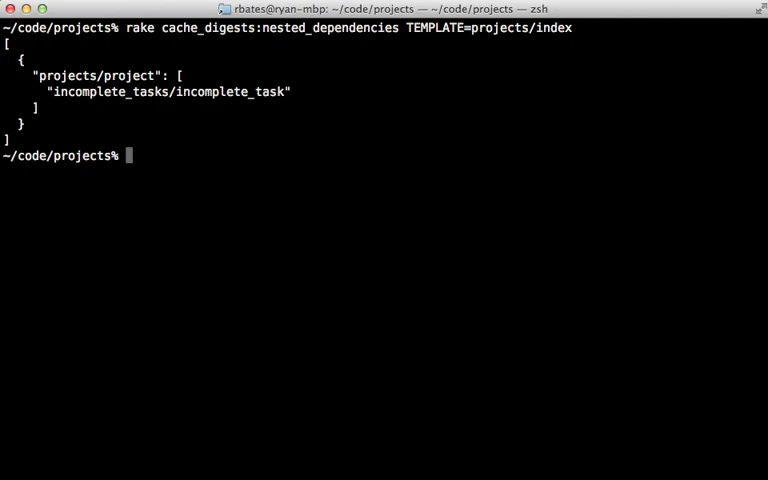 rbates@ryan-mbp: ~/code/projects — ~/code/projects — zsh
~/code/projects% rake cache_digests:nested_dependencies TEMPLATE=projects/index
[
  {
    "projects/project": [
      "incomplete_tasks/incomplete_task"
    ]
  }
]
~/code/projects%